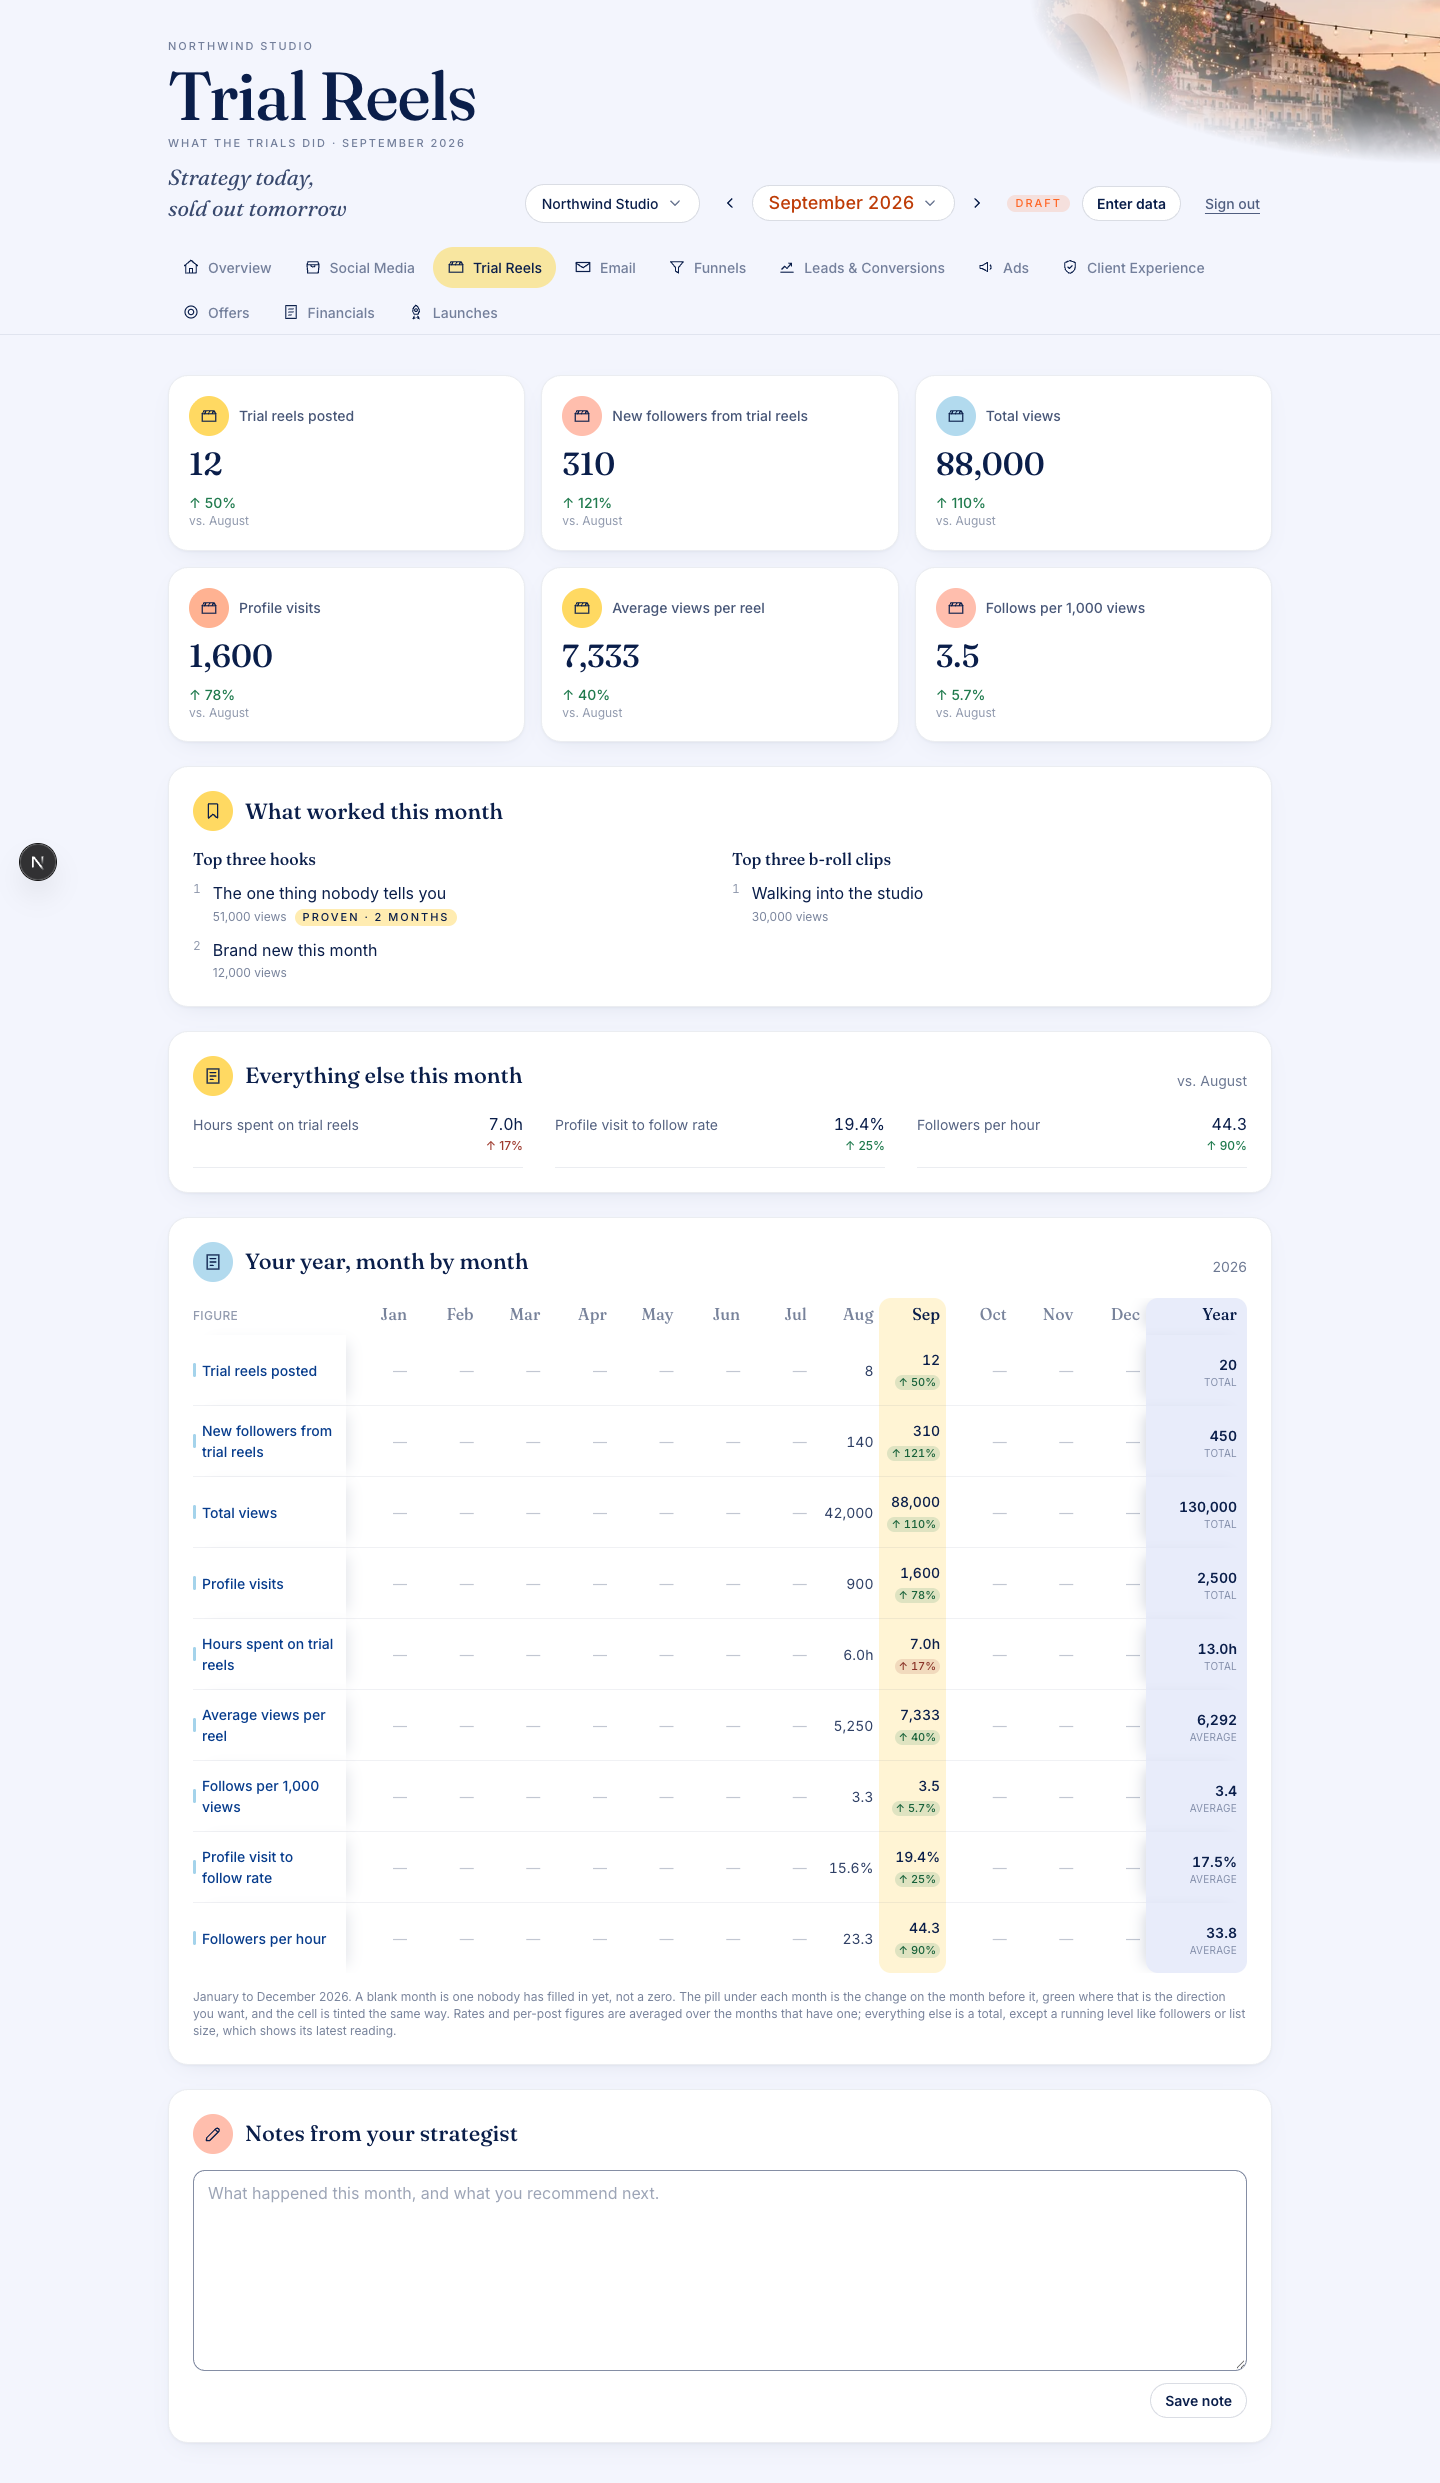 NORTHWIND STUDIO
Trial Reels
WHAT THE TRIALS DID · SEPTEMBER 2026
Strategy today,
sold out tomorrow
Northwind Studio
September 2026
DRAFT
Enter data
Sign out
Overview
Social Media
Trial Reels
Email
Funnels
Leads & Conversions
Ads
Client Experience
Offers
Financials
Launches
Trial reels posted
12
↑ 50%
vs. August
New followers from trial reels
310
↑ 121%
vs. August
Total views
88,000
↑ 110%
vs. August
Profile visits
1,600
↑ 78%
vs. August
Average views per reel
7,333
↑ 40%
vs. August
Follows per 1,000 views
3.5
↑ 5.7%
vs. August
What worked this month
Top three hooks
1 The one thing nobody tells you
51,000 views PROVEN · 2 MONTHS
2 Brand new this month
12,000 views
Top three b-roll clips
1 Walking into the studio
30,000 views
N
Everything else this month
vs. August
Hours spent on trial reels 7.0h
↑ 17%
Profile visit to follow rate 19.4%
↑ 25%
Followers per hour 44.3
↑ 90%
Your year, month by month
2026
FIGURE Jan Feb Mar Apr May Jun Jul Aug Sep Oct Nov Dec Year
Trial reels posted — — — — — — — 8 12 — — — 20
↑ 50% TOTAL
New followers from
trial reels — — — — — — — 140 310 — — — 450
↑ 121% TOTAL
Total views — — — — — — — 42,000 88,000 — — — 130,000
↑ 110% TOTAL
Profile visits — — — — — — — 900 1,600 — — — 2,500
↑ 78% TOTAL
Hours spent on trial
reels — — — — — — — 6.0h 7.0h — — — 13.0h
↑ 17% TOTAL
Average views per
reel — — — — — — — 5,250 7,333 — — — 6,292
↑ 40% AVERAGE
Follows per 1,000
views — — — — — — — 3.3 3.5 — — — 3.4
↑ 5.7% AVERAGE
Profile visit to
follow rate — — — — — — — 15.6% 19.4% — — — 17.5%
↑ 25% AVERAGE
Followers per hour — — — — — — — 23.3 44.3 — — — 33.8
↑ 90% AVERAGE
January to December 2026. A blank month is one nobody has filled in yet, not a zero. The pill under each month is the change on the month before it, green where that is the direction
you want, and the cell is tinted the same way. Rates and per-post figures are averaged over the months that have one; everything else is a total, except a running level like followers or list
size, which shows its latest reading.
Notes from your strategist
What happened this month, and what you recommend next.
Save note